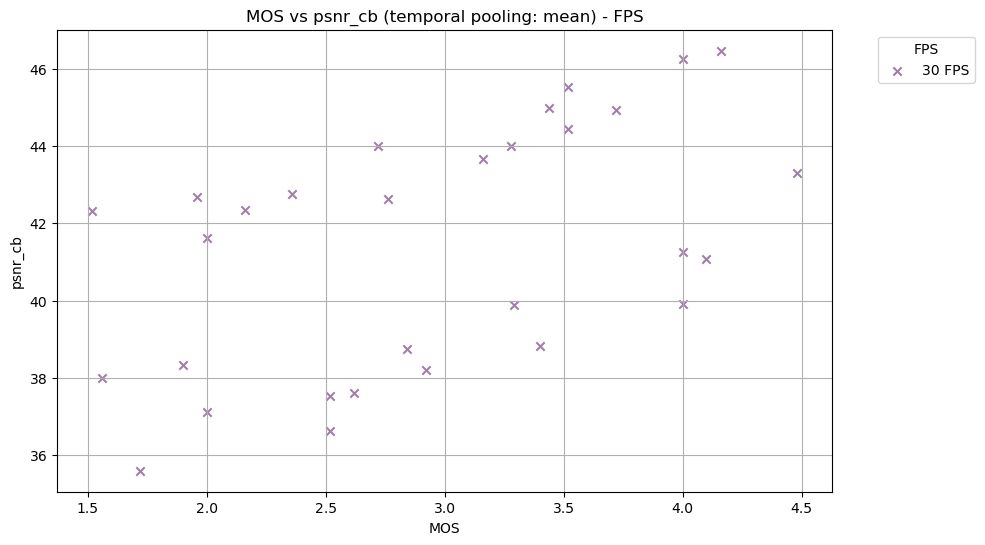 MOS vs psnr_cb (temporal pooling: mean) - FPS
FPS
30 FPS
psnr_cb
46
44
42
40
38
36
1.5 2.0 2.5 3.0 3.5 4.0 4.5
MOS